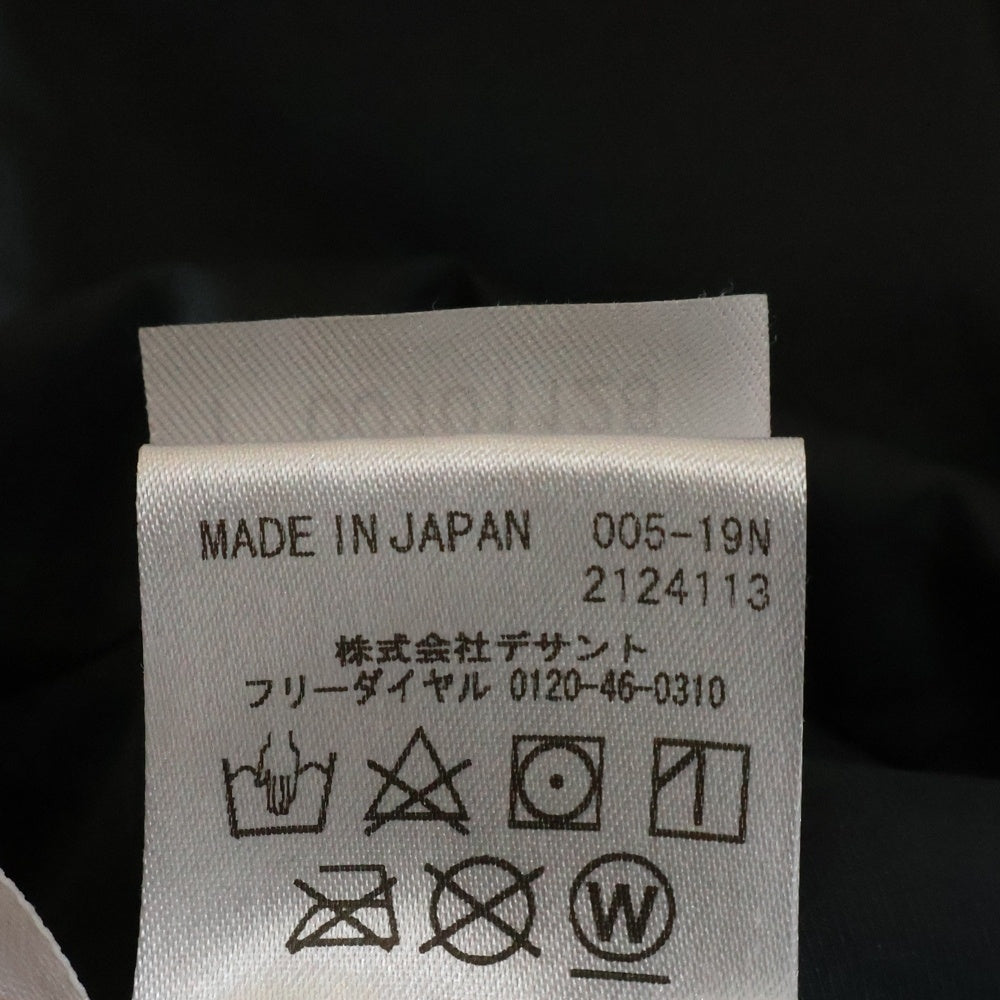 MADE IN JAPAN 005-19N
2124113
株式会社デサント
フリーダイヤル 0120-46-0310
W